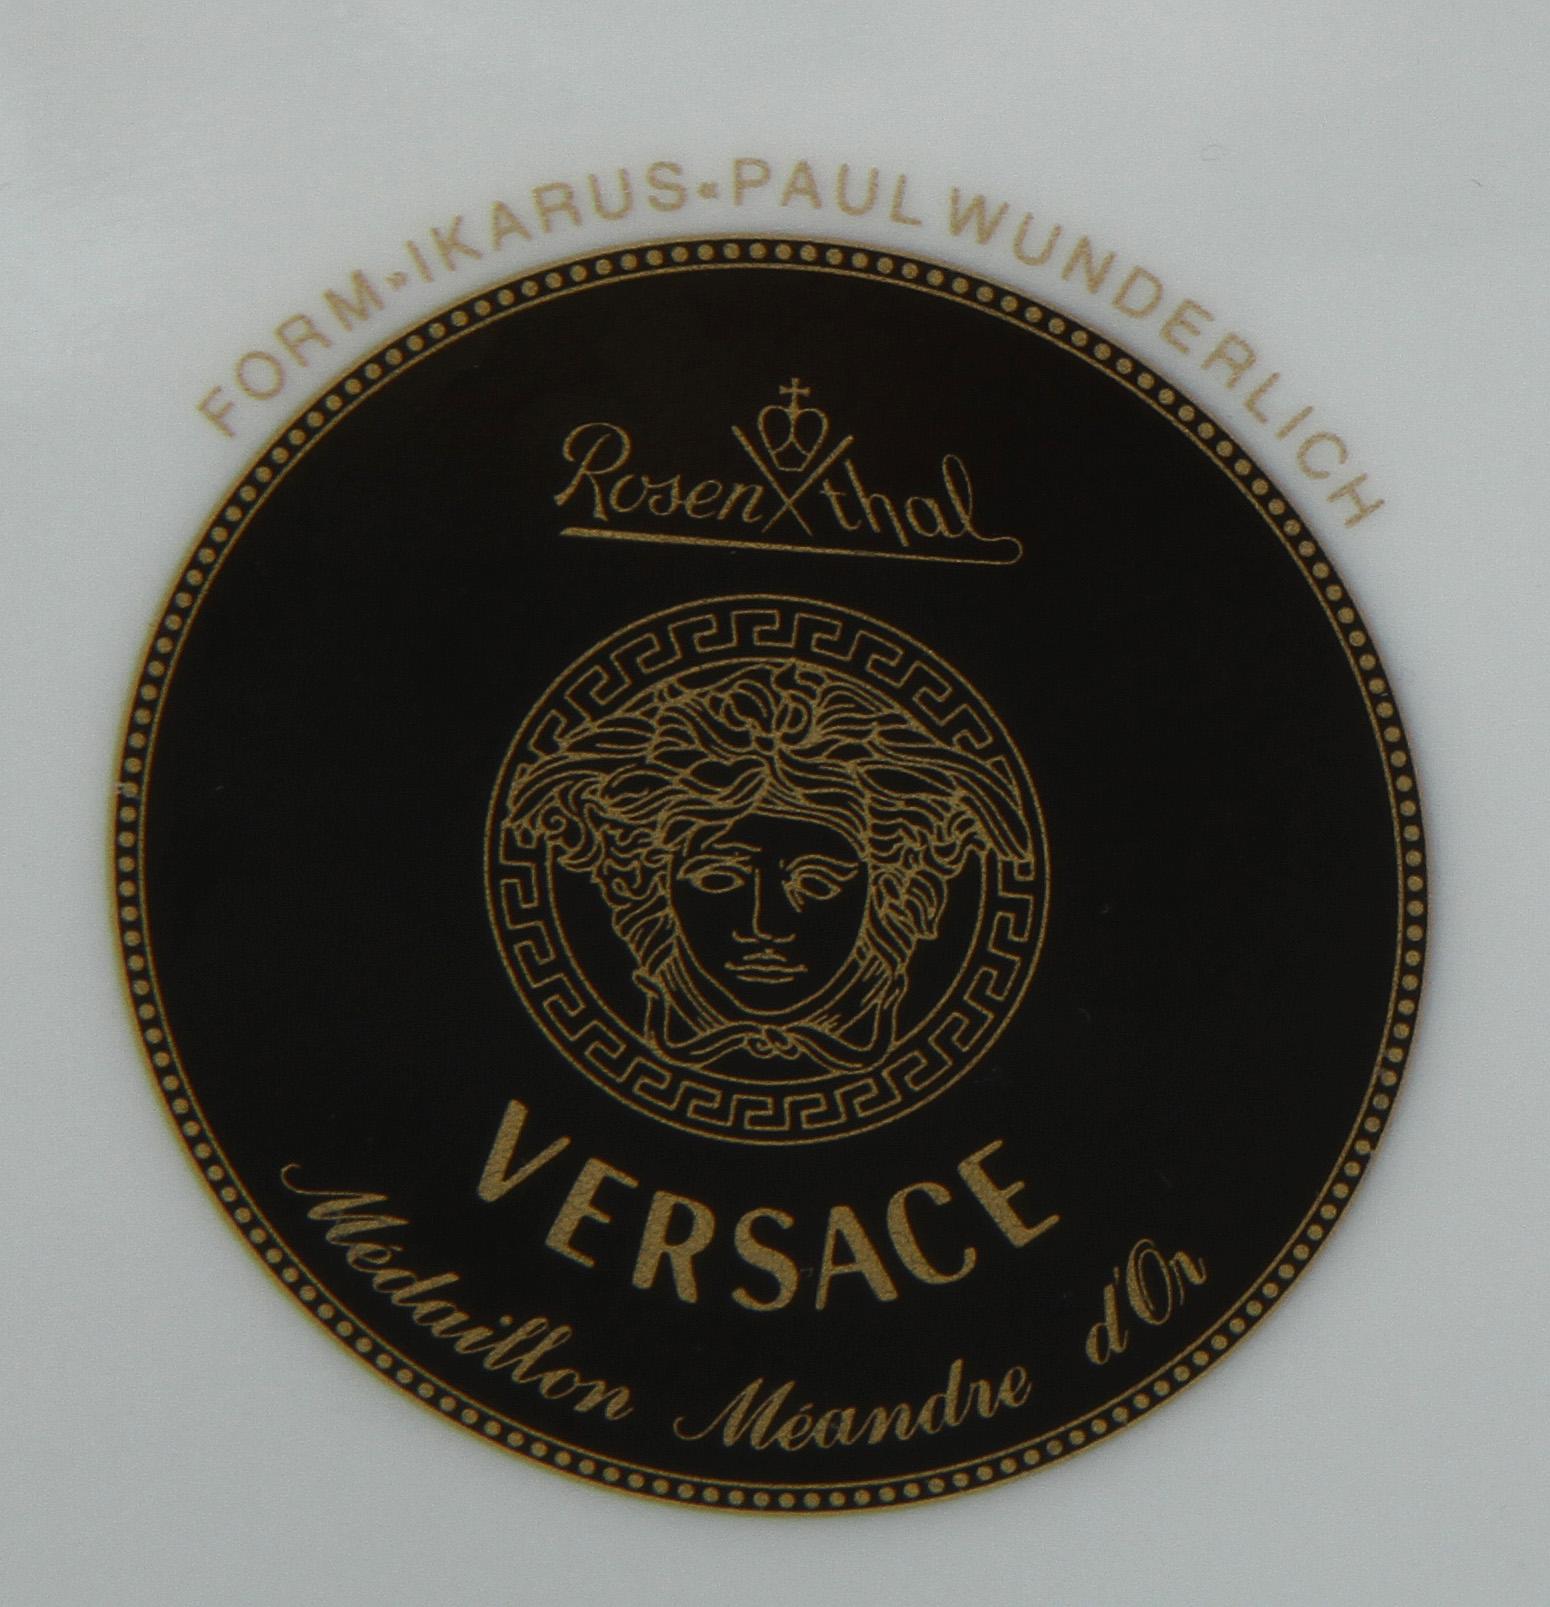 FORM»IKARUS«PAUL WUNDERLICH
Rosenthal
VERSACE
Médaillon Méandre d'Or